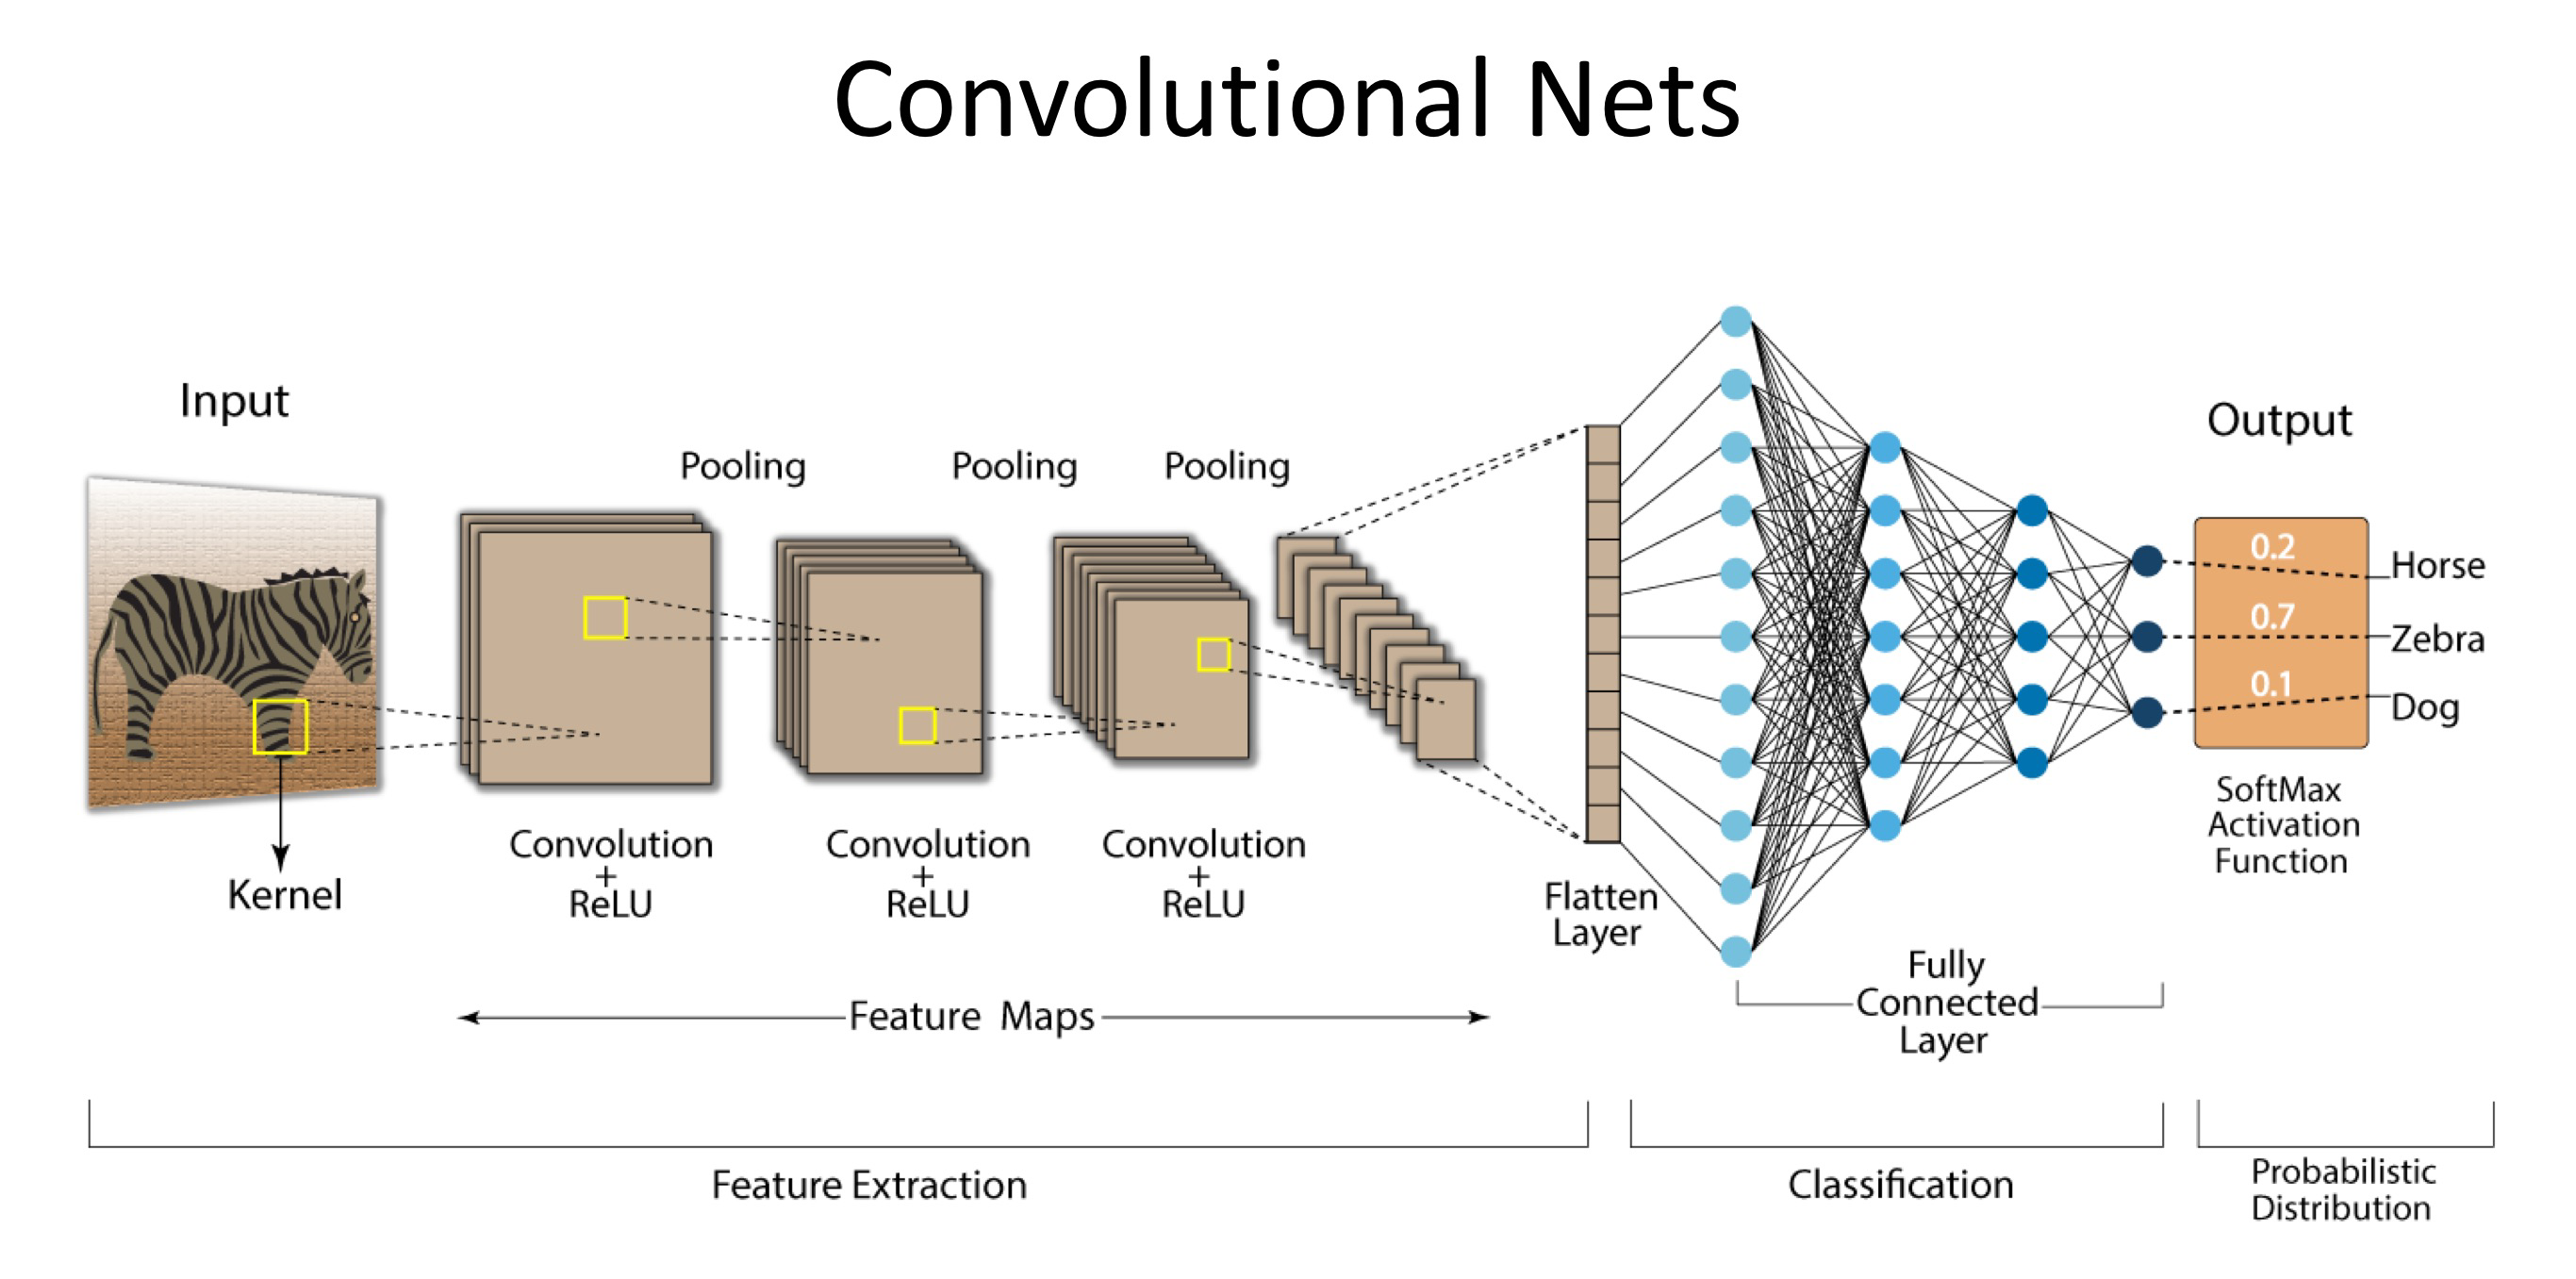 Convolutional Nets
Input
Kernel
Pooling
Pooling
Pooling
Convolution
+
ReLU
Convolution
+
ReLU
Convolution
+
ReLU
Feature Maps
Flatten
Layer
Fully
Connected
Layer
Output
0.2
Horse
0.7
Zebra
0.1
Dog
SoftMax
Activation
Function
Feature Extraction
Classification
Probabilistic
Distribution